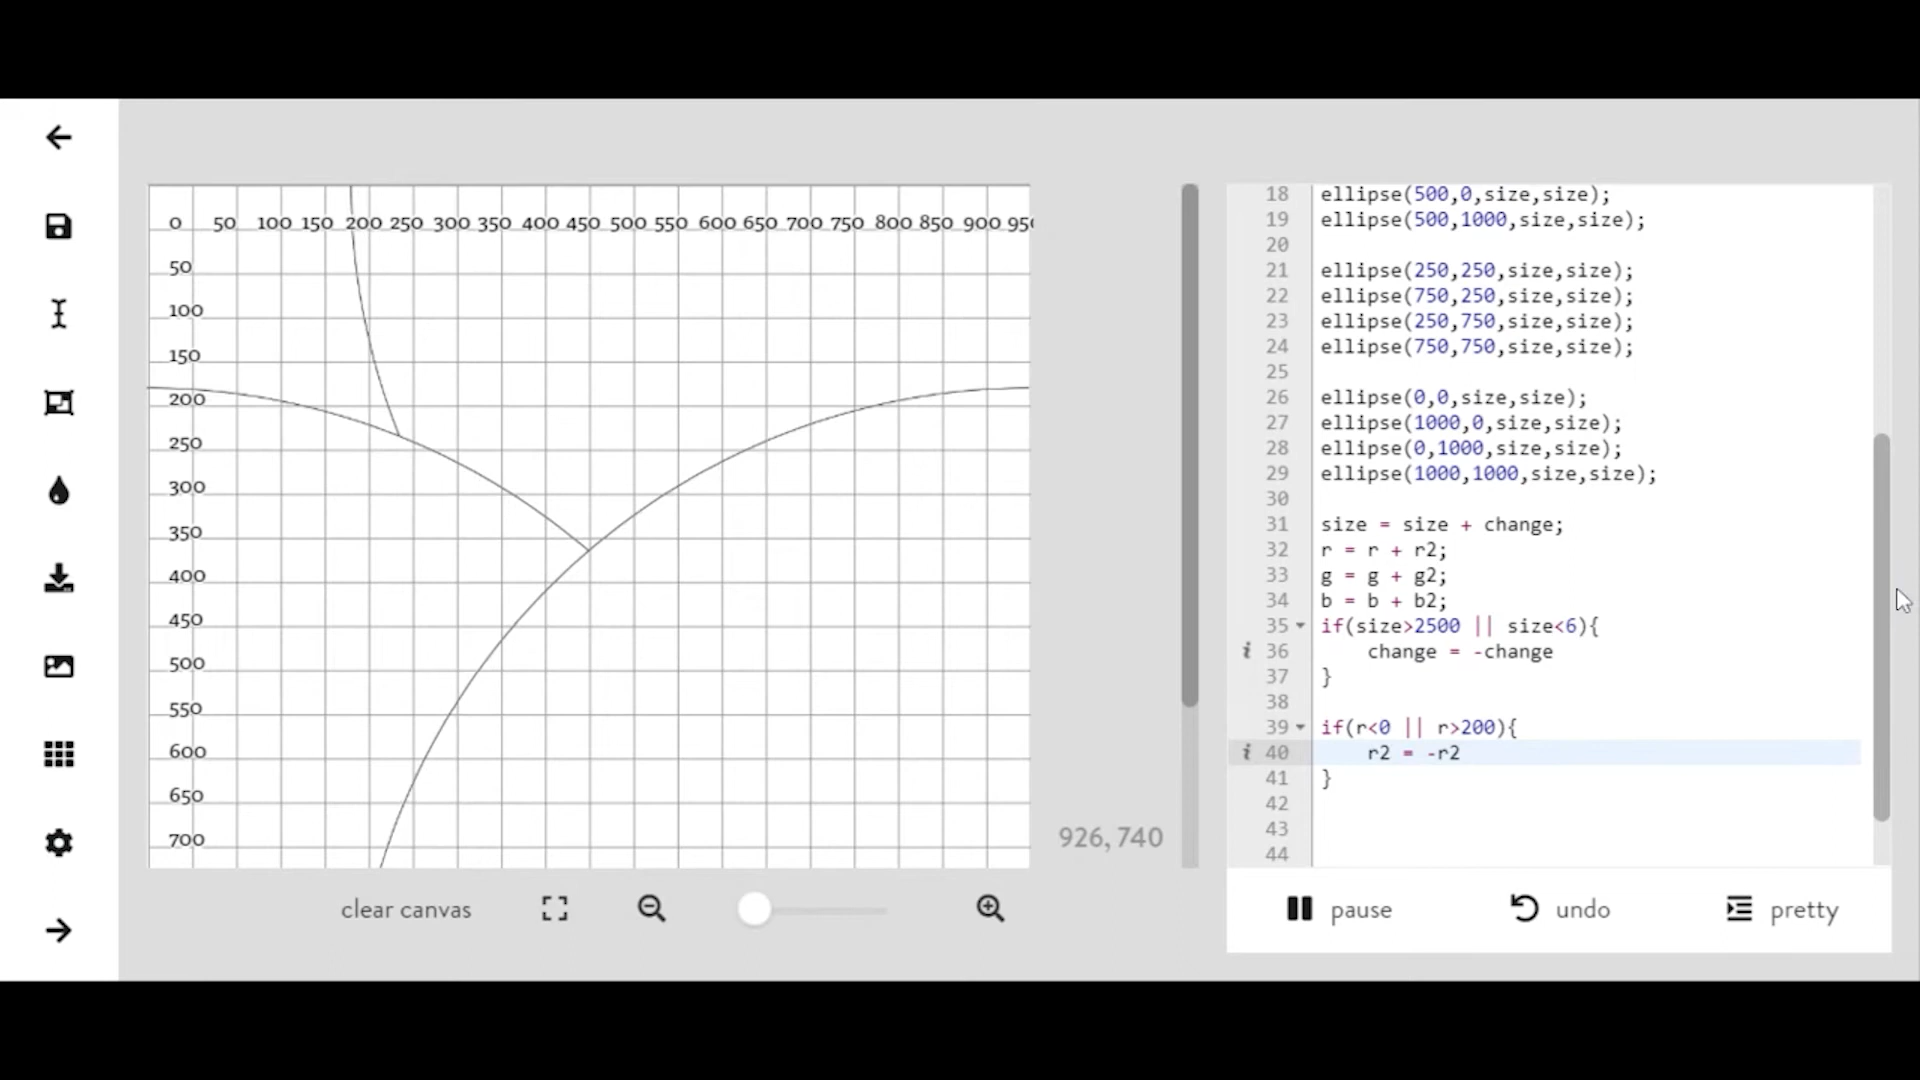 0 50 100 150 200 250 300 350 400 450 500 550 600 650 700 750 800 850 900 950
50
100
150
200
250
300
350
400
450
500
550
600
650
700
926, 740
clear canvas
18 ellipse(500,0,size,size);
19 ellipse(500,1000,size,size);
20
21 ellipse(250,250,size,size);
22 ellipse(750,250,size,size);
23 ellipse(250,750,size,size);
24 ellipse(750,750,size,size);
25
26 ellipse(0,0,size,size);
27 ellipse(1000,0,size,size);
28 ellipse(0,1000,size,size);
29 ellipse(1000,1000,size,size);
30
31 size = size + change;
32 r = r + r2;
33 g = g + g2;
34 b = b + b2;
35 if(size>2500 || size<6){
i 36 change = -change
37 }
38
39 if(r<0 || r>200){
i 40 r2 = -r2
41 }
42
43
44
pause undo pretty